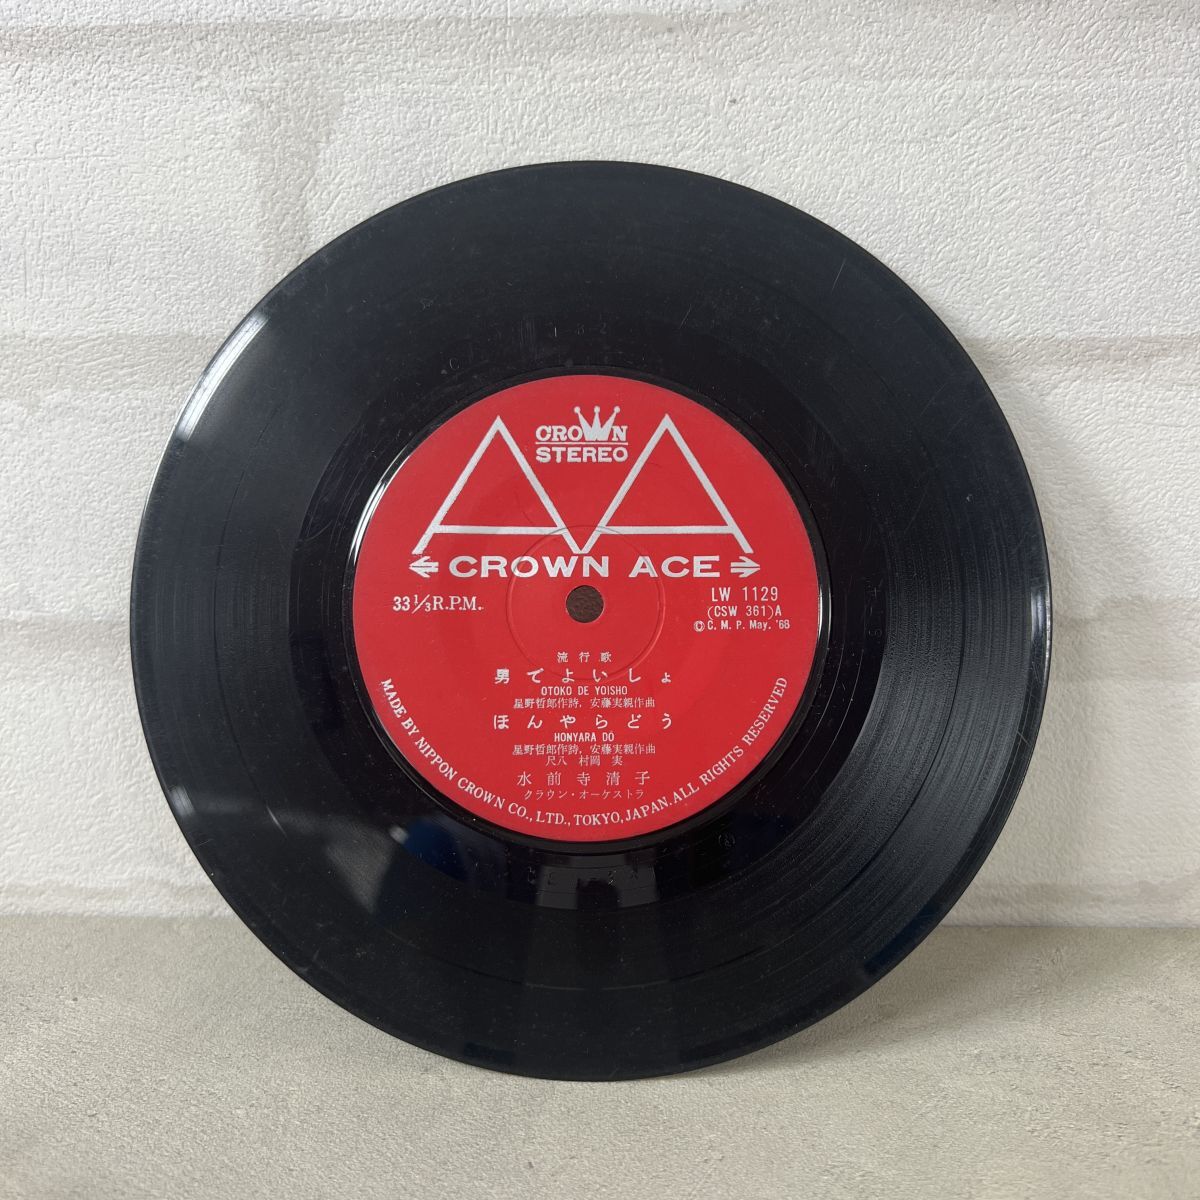 CROWN
STEREO
CROWN ACE
33 1/3 R.P.M.
LW 1129
(CSW 361)A
©C. M. P. May. '68
流行歌
男でよいしょ
OTOKO DE YOISHO
星野哲郎作詩, 安藤実親作曲
ほんやらどう
HONYARA DŌ
星野哲郎作詩, 安藤実親作曲
尺八 村岡 実
水前寺清子
クラウン・オーケストラ
MADE BY NIPPON CROWN CO., LTD., TOKYO, JAPAN. ALL RIGHTS RESERVED